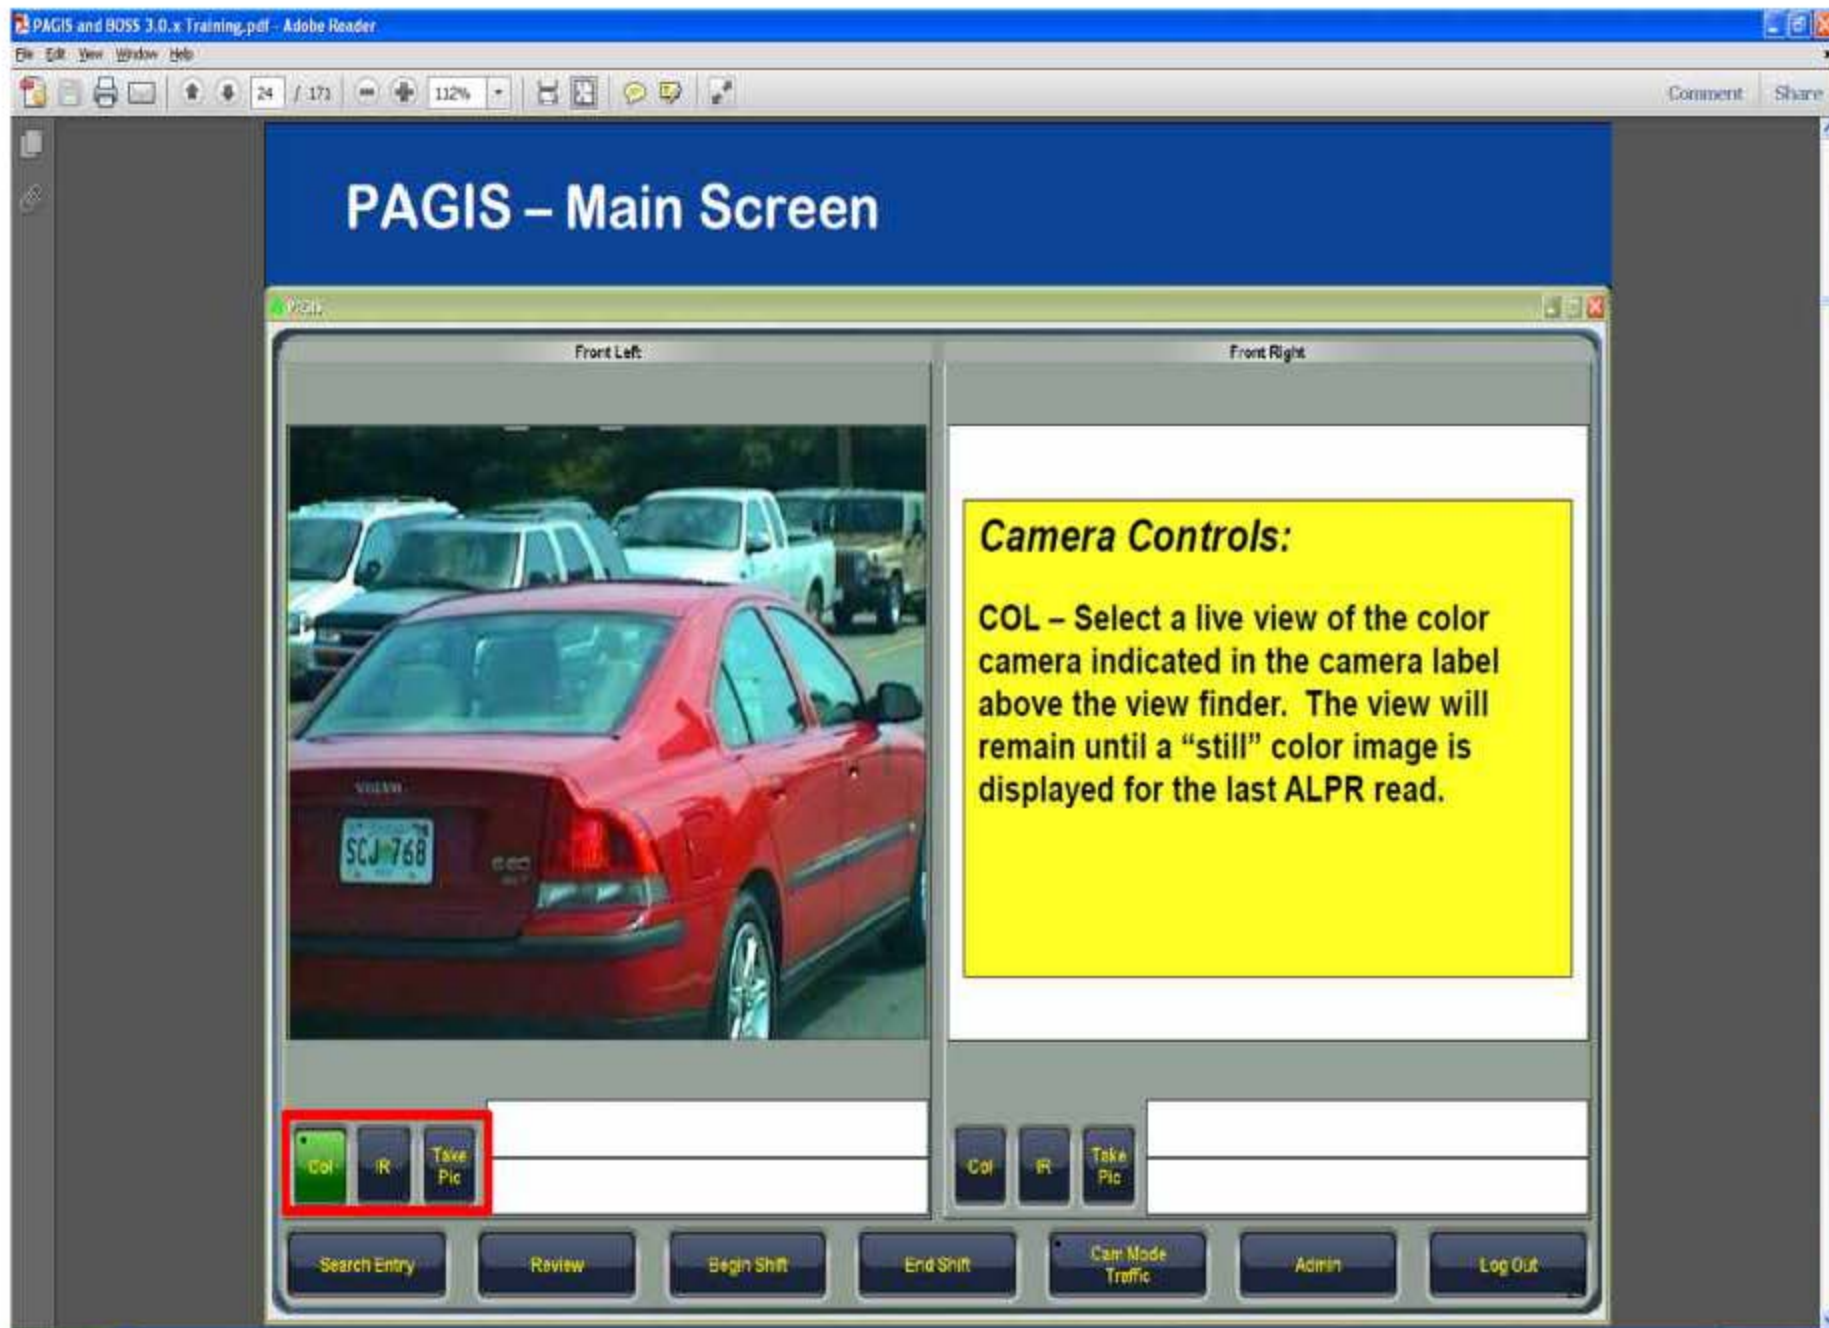 PAGIS and BOSS 3.0.x Training.pdf - Adobe Reader
File Edit View Window Help
24 / 171 112% Comment Share
PAGIS – Main Screen
PAGIS
Front Left Front Right
VOLVO
SCJ 768
S60
Camera Controls:
COL – Select a live view of the color
camera indicated in the camera label
above the view finder. The view will
remain until a “still” color image is
displayed for the last ALPR read.
Col IR Take
Pic
Col IR Take
Pic
Search Entry Review Begin Shift End Shift Cam Mode
Traffic Admin Log Out